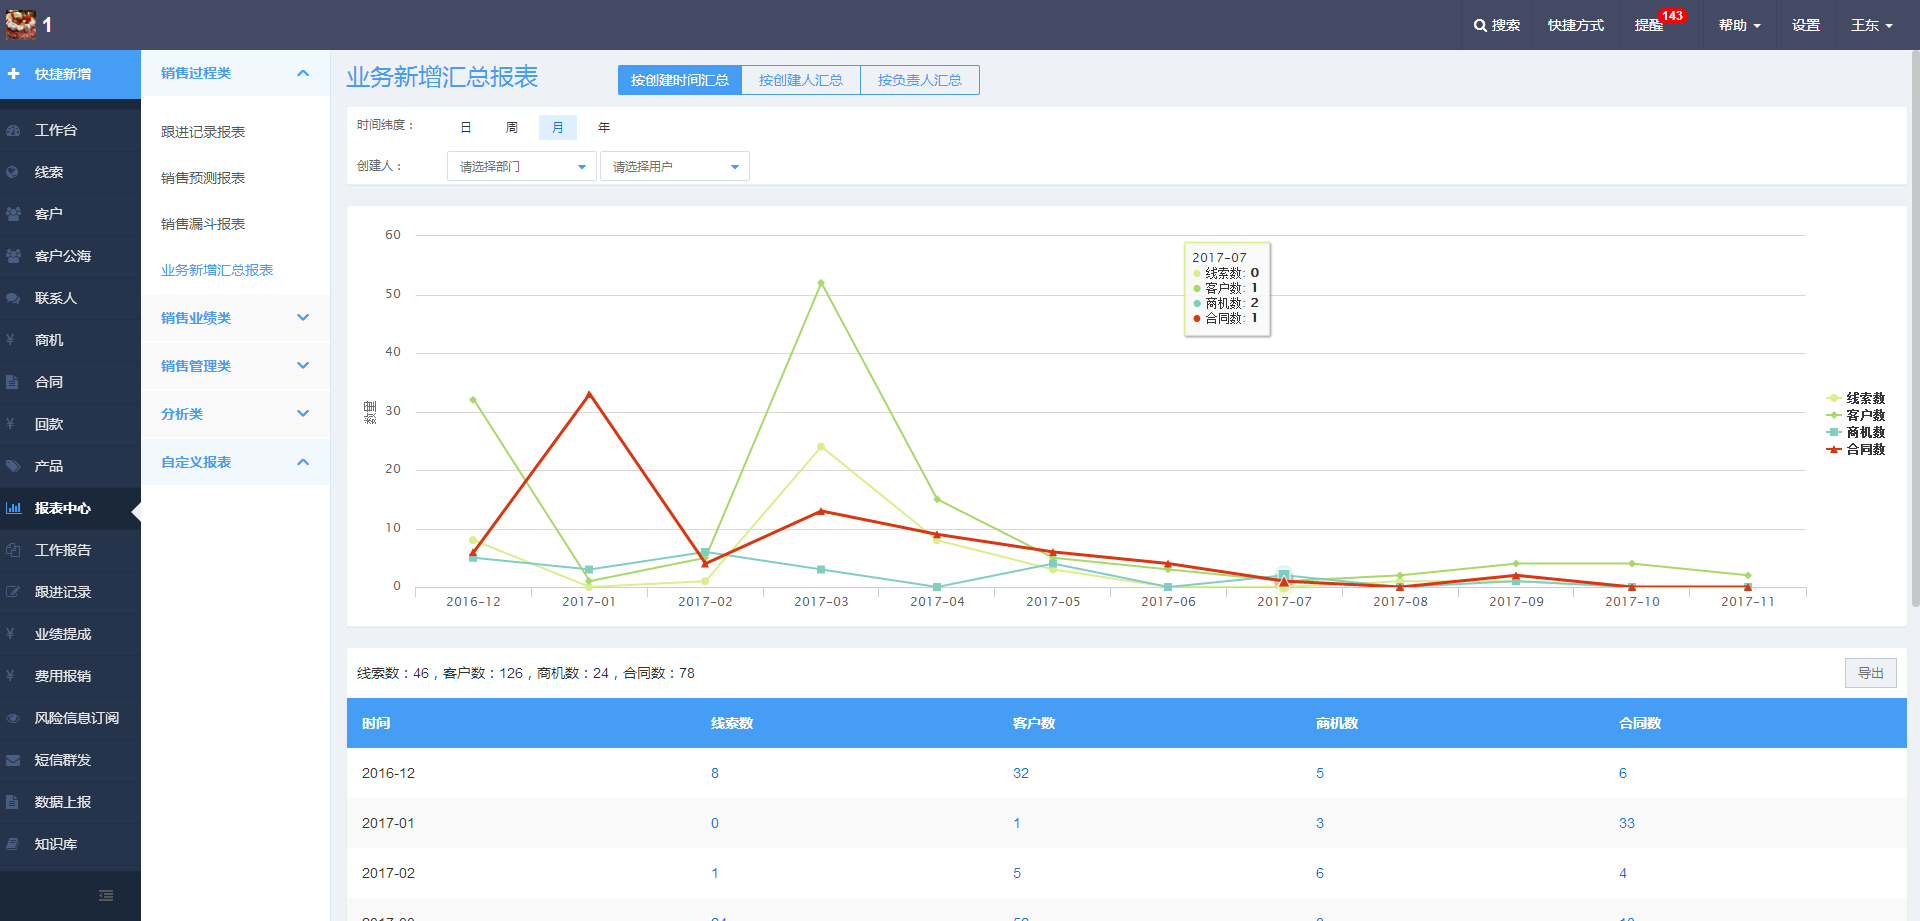 1
搜索
快捷方式
提醒
143
帮助
设置
王东
快捷新增
工作台
线索
客户
客户公海
联系人
商机
合同
回款
产品
报表中心
工作报告
跟进记录
业绩提成
费用报销
风险信息订阅
短信群发
数据上报
知识库
销售过程类
跟进记录报表
销售预测报表
销售漏斗报表
业务新增汇总报表
销售业绩类
销售管理类
分析类
自定义报表
业务新增汇总报表
按创建时间汇总 按创建人汇总 按负责人汇总
时间纬度：
日 周 月 年
创建人：
请选择部门 请选择用户
60
50
40
30
20
10
0
数量
2017-07
线索数: 0
客户数: 1
商机数: 2
合同数: 1
线索数
客户数
商机数
合同数
2016-12 2017-01 2017-02 2017-03 2017-04 2017-05 2017-06 2017-07 2017-08 2017-09 2017-10 2017-11
线索数：46，客户数：126，商机数：24，合同数：78
导出
时间 线索数 客户数 商机数 合同数
2016-12 8 32 5 6
2017-01 0 1 3 33
2017-02 1 5 6 4